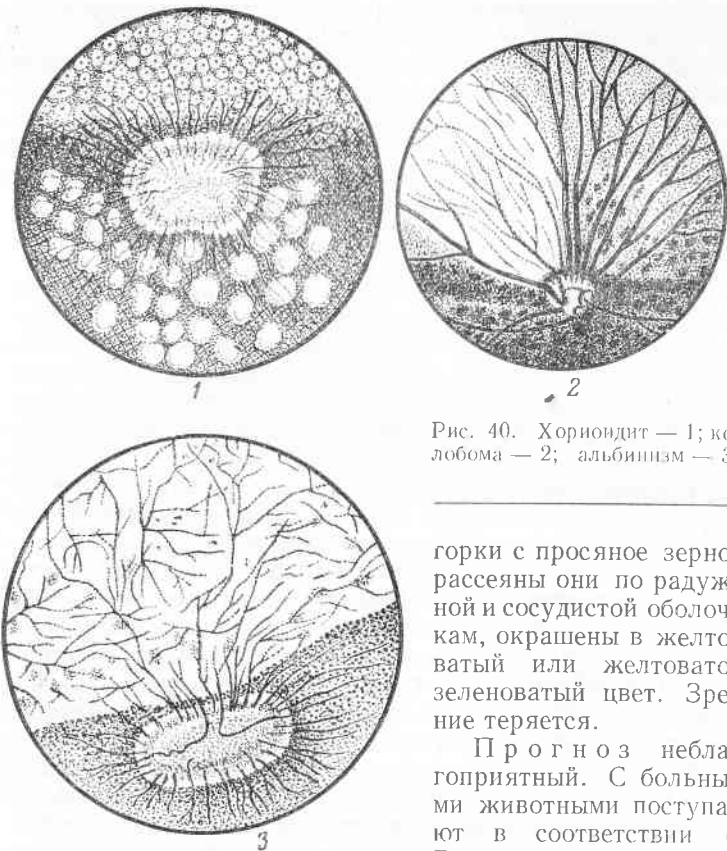 1
2
Рис. 40. Хориоидит — 1; ко
лобома — 2; альбинизм — 3
3
горки с просяное зерно
рассеяны они по радуж
ной и сосудистой оболоч
кам, окрашены в желто
ватый или желтовато
зеленоватый цвет. Зре
ние теряется.
Прогноз небла
гоприятный. С больны
ми животными поступа
ют в соответствии